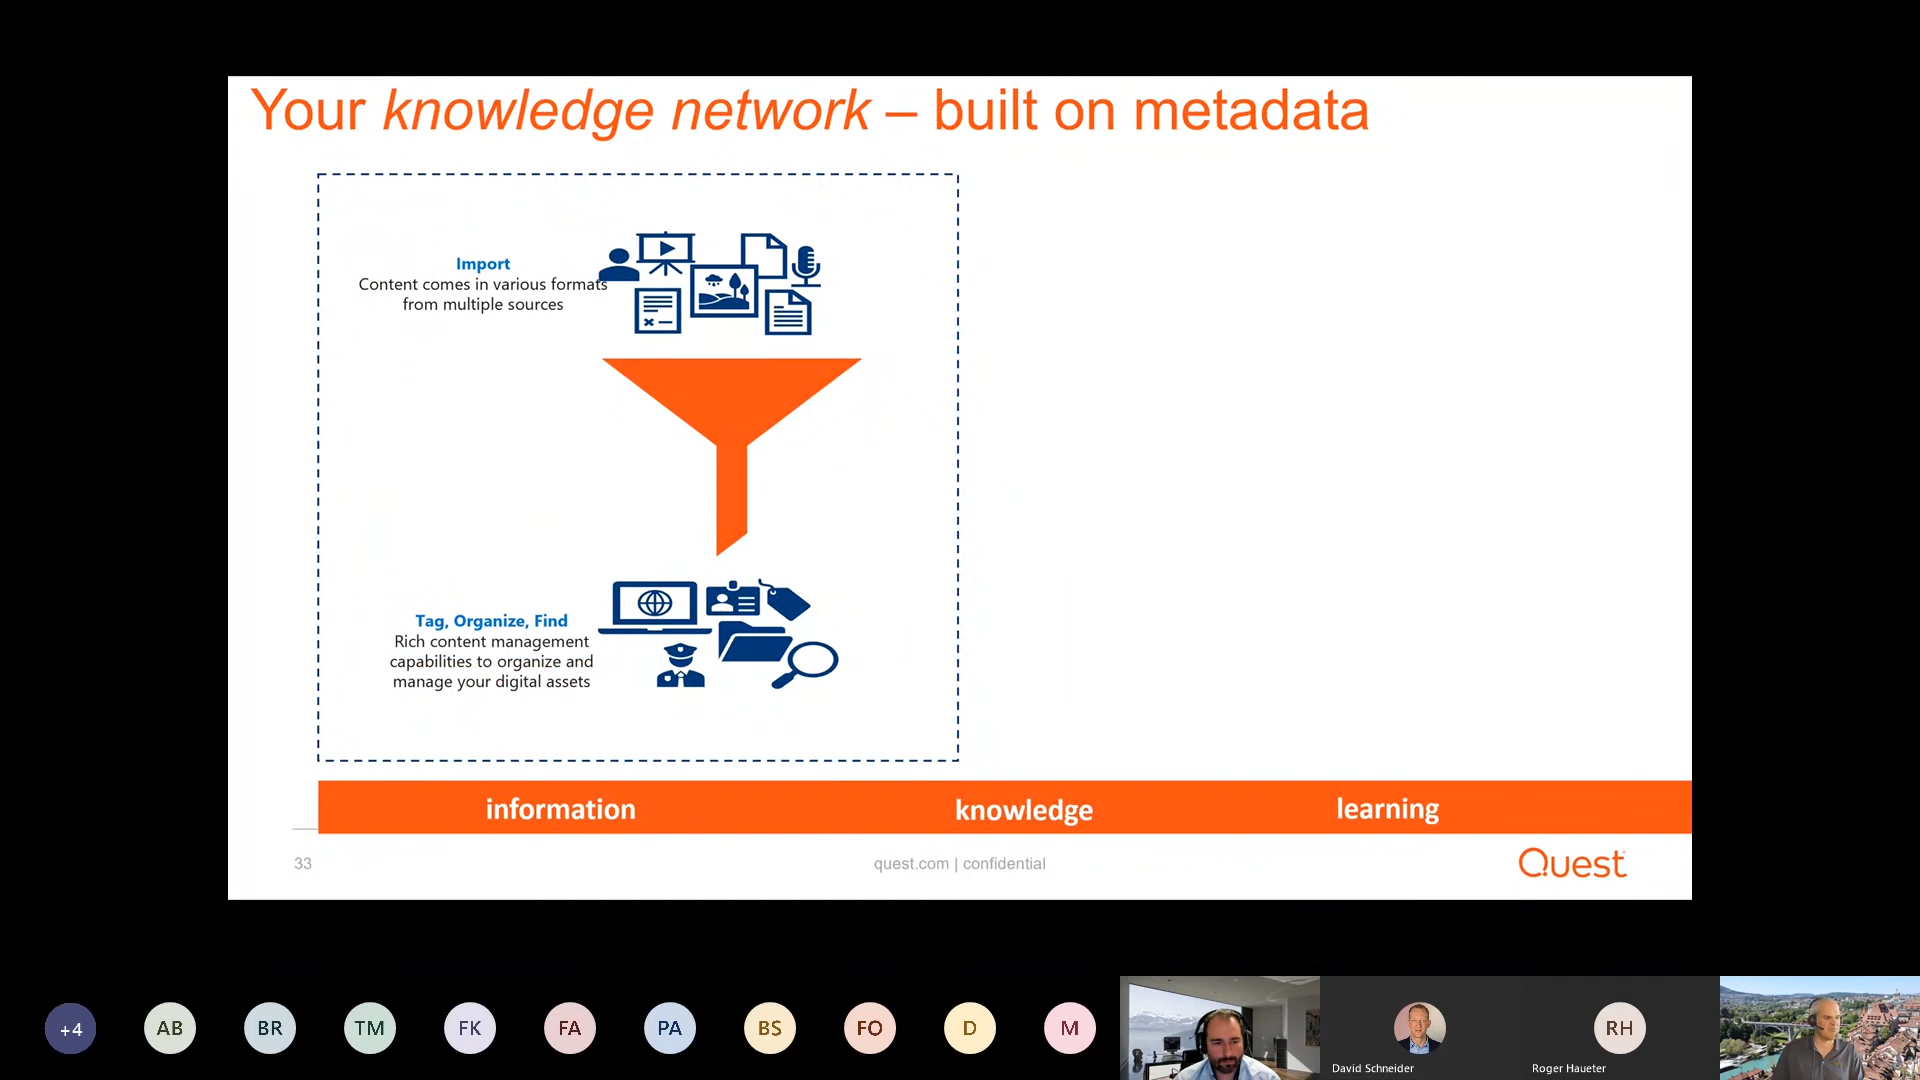 Your knowledge network – built on metadata
Import
Content comes in various formats
from multiple sources
Tag, Organize, Find
Rich content management
capabilities to organize and
manage your digital assets
information knowledge learning
33 quest.com | confidential Quest
+4 AB BR TM FK FA PA BS FO D M RH
David Schneider Roger Haueter